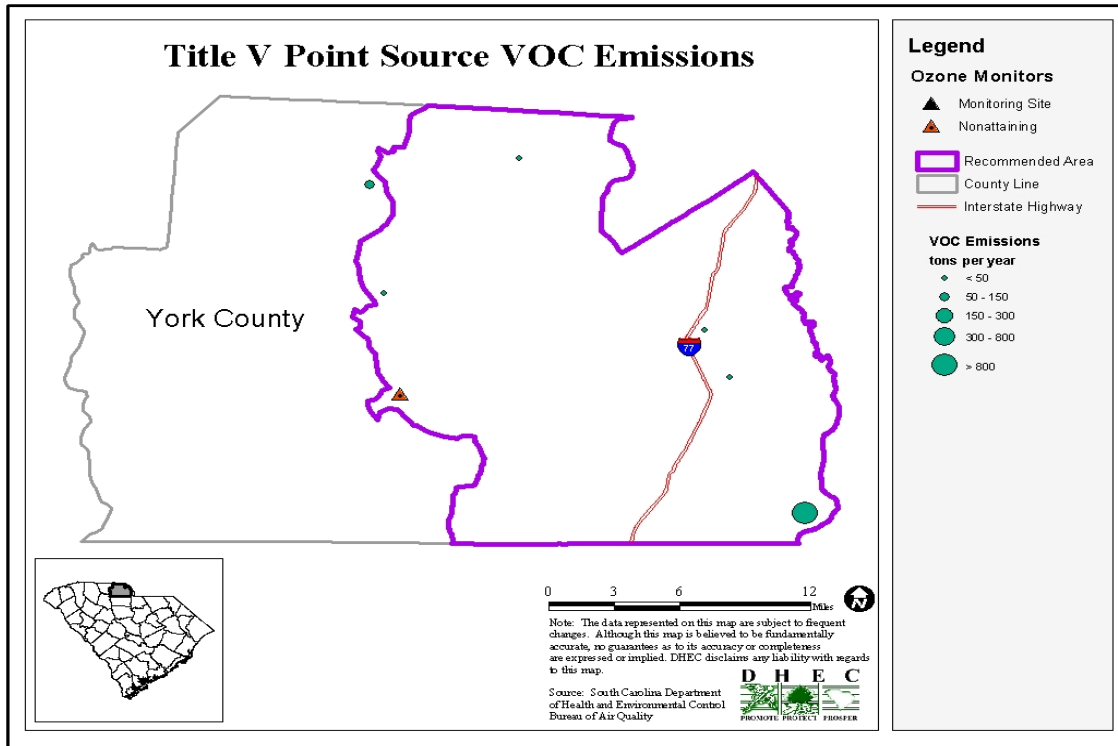 Title V Point Source VOC Emissions
York County
77
0 3 6 12
Miles
N
Note: The data represented on this map are subject to frequent
changes. Although this map is believed to be fundamentally
accurate, no guarantees as to its accuracy or completeness
are expressed or implied. DHEC disclaims any liability with regards
to this map.
Source: South Carolina Department
of Health and Environmental Control
Bureau of Air Quality
D H E C
PROMOTE PROTECT PROSPER
Legend
Ozone Monitors
Monitoring Site
Nonattaining
Recommended Area
County Line
Interstate Highway
VOC Emissions
tons per year
< 50
50 - 150
150 - 300
300 - 800
> 800